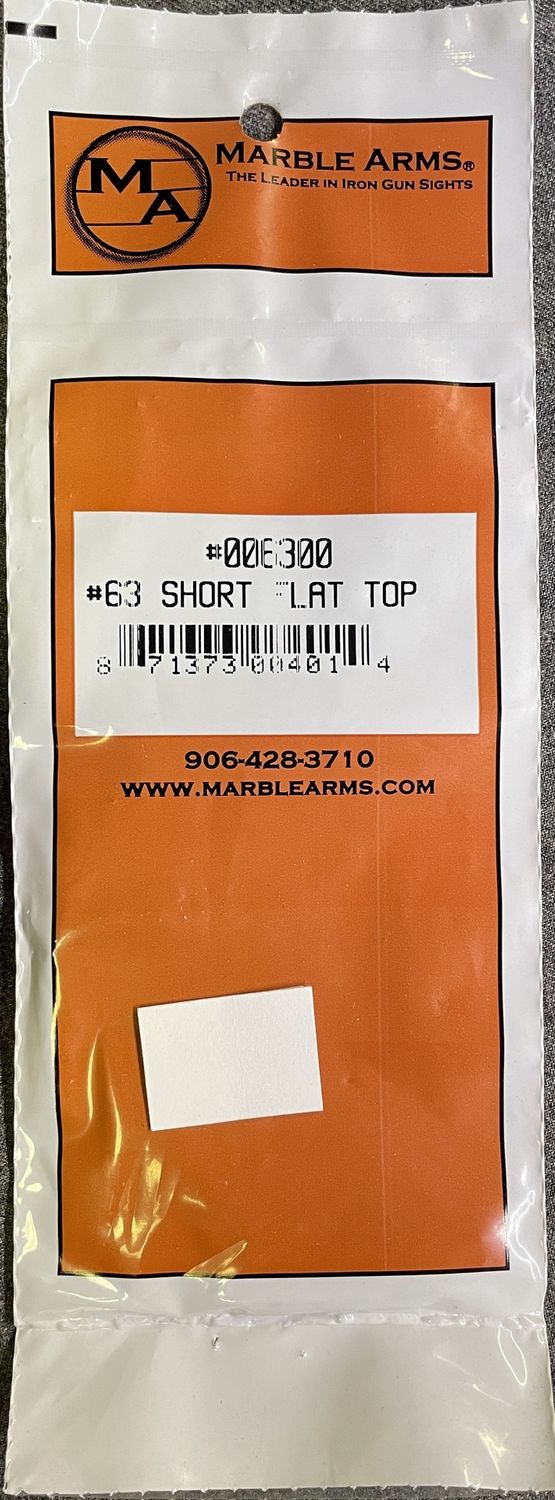 MA
MARBLE ARMS®
THE LEADER IN IRON GUN SIGHTS
#006300
#63 SHORT FLAT TOP
8 71373 00401 4
906-428-3710
WWW.MARBLEARMS.COM